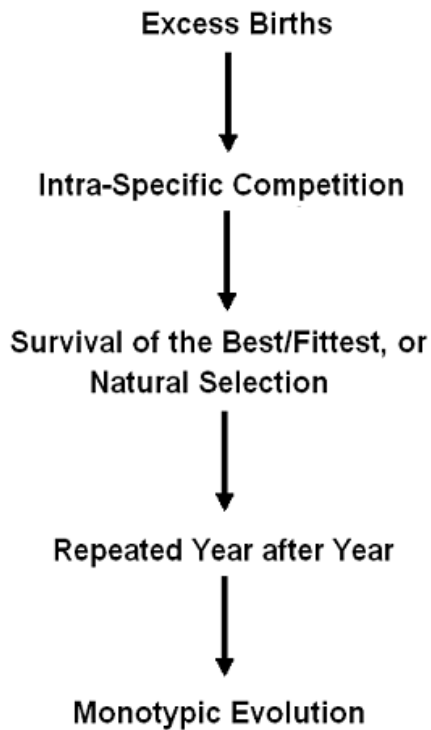 Excess Births
Intra-Specific Competition
Survival of the Best/Fittest, or
Natural Selection
Repeated Year after Year
Monotypic Evolution